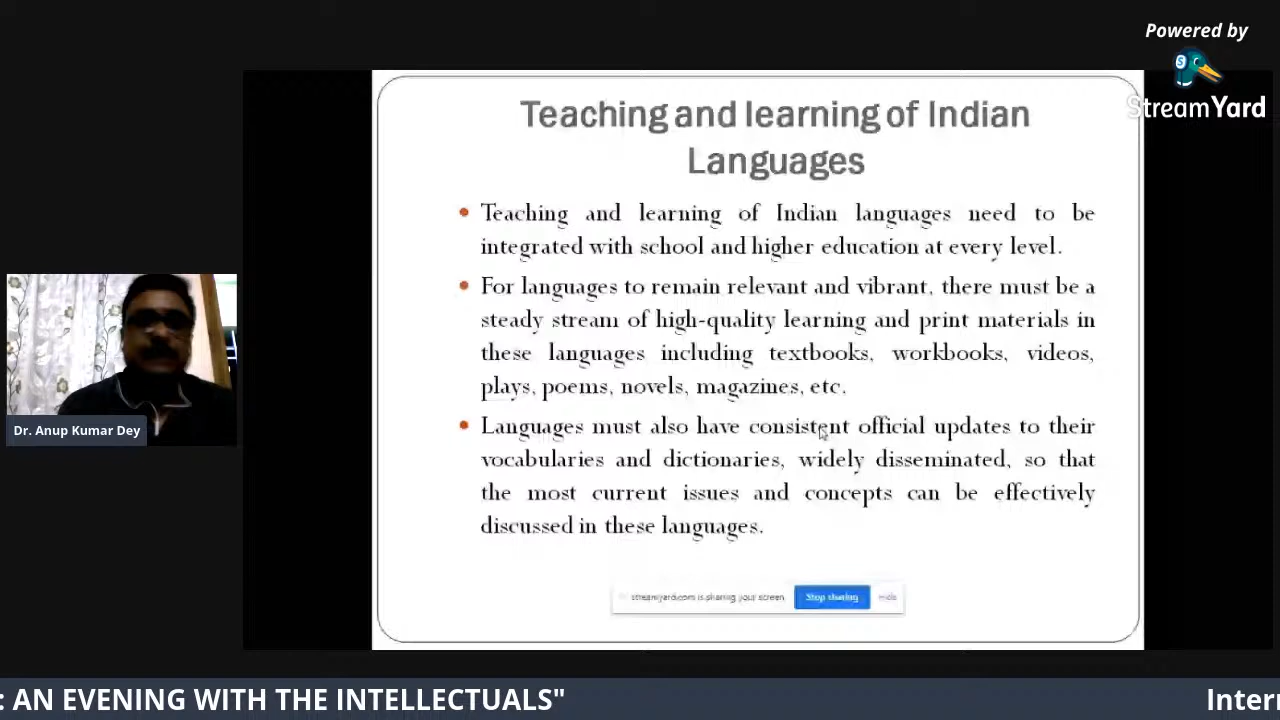 Powered by
StreamYard
Teaching and learning of Indian
Languages
Teaching and learning of Indian languages need to be
integrated with school and higher education at every level.
For languages to remain relevant and vibrant, there must be a
steady stream of high-quality learning and print materials in
these languages including textbooks, workbooks, videos,
plays, poems, novels, magazines, etc.
Languages must also have consistent official updates to their
vocabularies and dictionaries, widely disseminated, so that
the most current issues and concepts can be effectively
discussed in these languages.
streamyard.com is sharing your screen Stop sharing Hide
Dr. Anup Kumar Dey
: AN EVENING WITH THE INTELLECTUALS" Intern